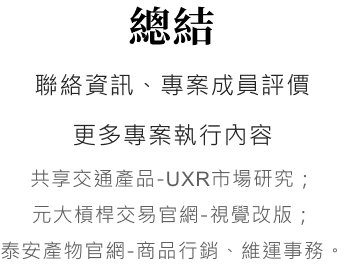 總結
聯絡資訊、專案成員評價
更多專案執行內容
共享交通產品-UXR市場研究；
元大槓桿交易官網-視覺改版；
泰安產物官網-商品行銷、維運事務。